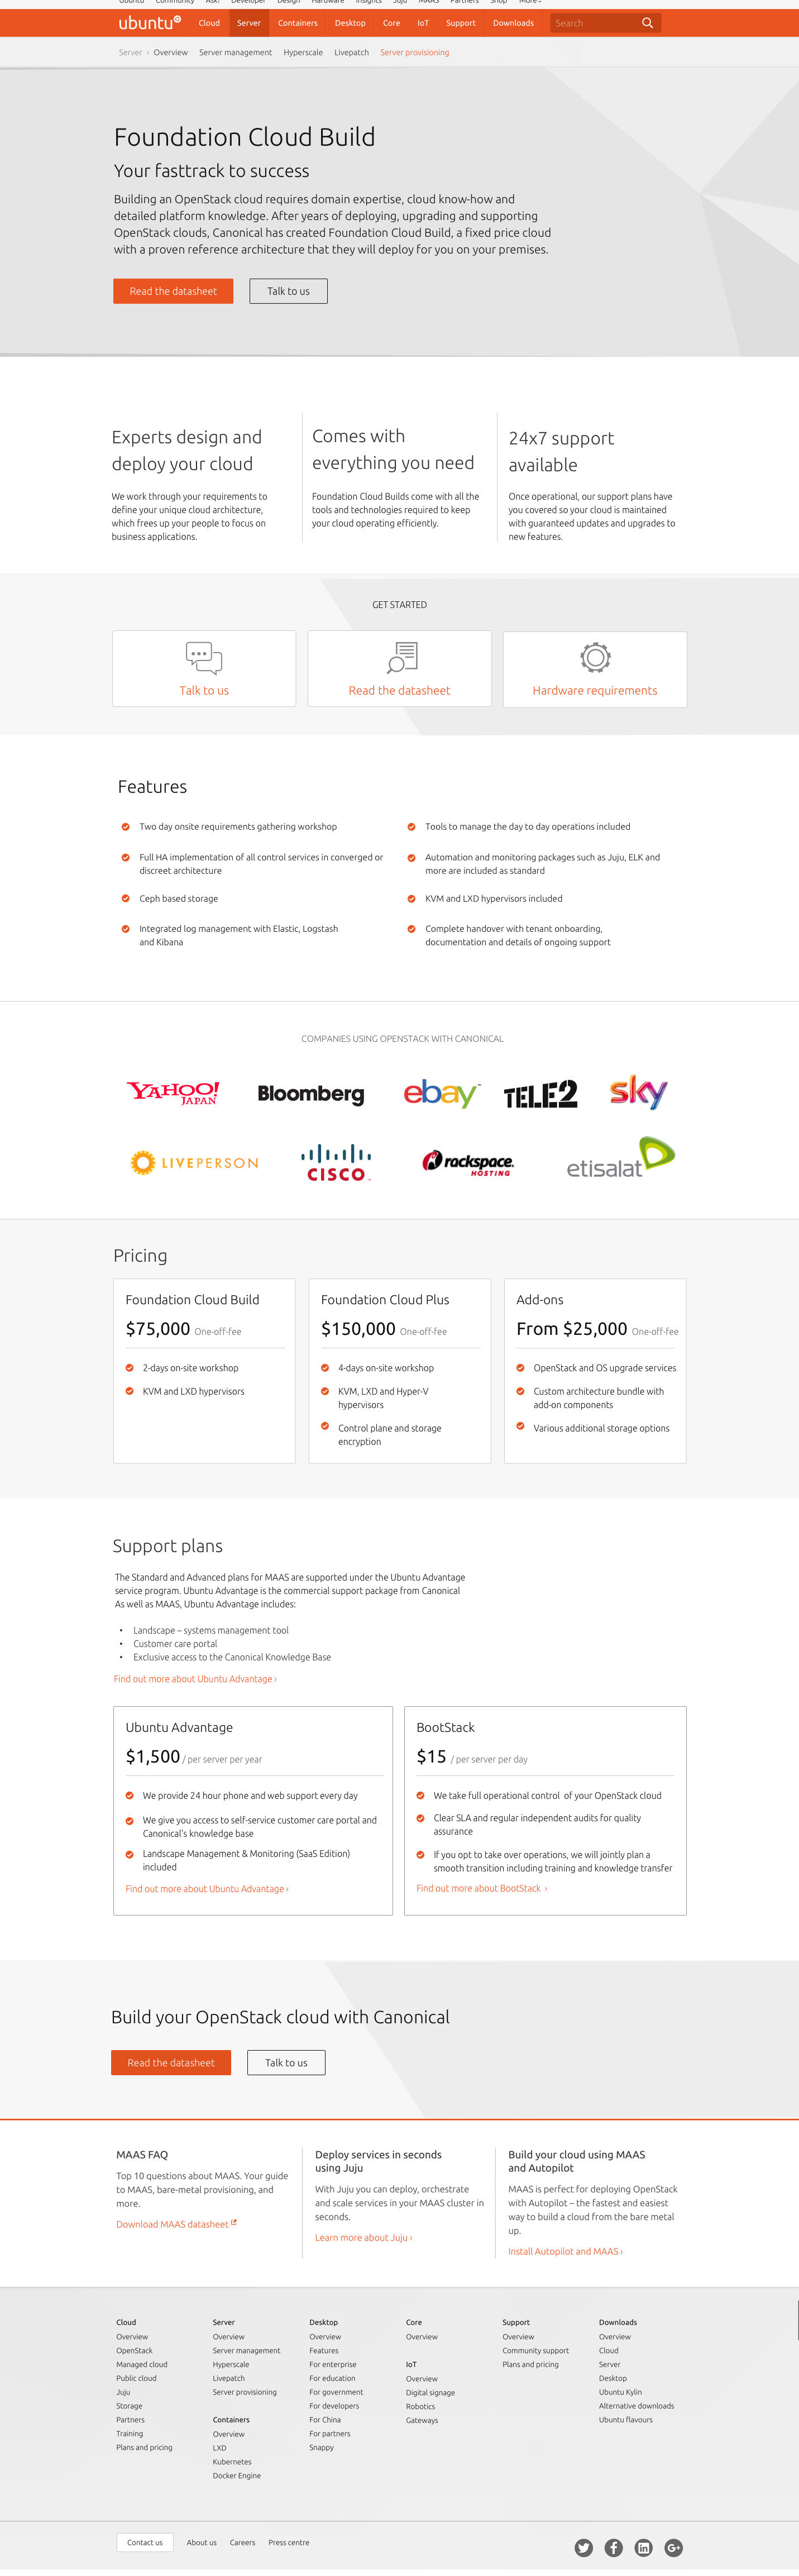 Ubuntu Community Ask! Developer Design Hardware Insights Juju MAAS Partners Shop More
ubuntu Cloud Server Containers Desktop Core IoT Support Downloads Search
Server › Overview Server management Hyperscale Livepatch Server provisioning
Foundation Cloud Build
Your fasttrack to success
Building an OpenStack cloud requires domain expertise, cloud know-how and
detailed platform knowledge. After years of deploying, upgrading and supporting
OpenStack clouds, Canonical has created Foundation Cloud Build, a fixed price cloud
with a proven reference architecture that they will deploy for you on your premises.
Read the datasheet Talk to us
Experts design and
deploy your cloud
We work through your requirements to
define your unique cloud architecture,
which frees up your people to focus on
business applications.
Comes with
everything you need
Foundation Cloud Builds come with all the
tools and technologies required to keep
your cloud operating efficiently.
24x7 support
available
Once operational, our support plans have
you covered so your cloud is maintained
with guaranteed updates and upgrades to
new features.
GET STARTED
Talk to us
Read the datasheet
Hardware requirements
Features
Two day onsite requirements gathering workshop
Full HA implementation of all control services in converged or
discreet architecture
Ceph based storage
Integrated log management with Elastic, Logstash
and Kibana
Tools to manage the day to day operations included
Automation and monitoring packages such as Juju, ELK and
more are included as standard
KVM and LXD hypervisors included
Complete handover with tenant onboarding,
documentation and details of ongoing support
COMPANIES USING OPENSTACK WITH CANONICAL
YAHOO!
JAPAN
Bloomberg
ebay™
TELE2
sky
LIVEPERSON
CISCO
rackspace.
HOSTING
etisalat
Pricing
Foundation Cloud Build
$75,000 One-off-fee
2-days on-site workshop
KVM and LXD hypervisors
Foundation Cloud Plus
$150,000 One-off-fee
4-days on-site workshop
KVM, LXD and Hyper-V
hypervisors
Control plane and storage
encryption
Add-ons
From $25,000 One-off-fee
OpenStack and OS upgrade services
Custom architecture bundle with
add-on components
Various additional storage options
Support plans
The Standard and Advanced plans for MAAS are supported under the Ubuntu Advantage
service program. Ubuntu Advantage is the commercial support package from Canonical
As well as MAAS, Ubuntu Advantage includes:
• Landscape – systems management tool
• Customer care portal
• Exclusive access to the Canonical Knowledge Base
Find out more about Ubuntu Advantage ›
Ubuntu Advantage
$1,500 / per server per year
We provide 24 hour phone and web support every day
We give you access to self-service customer care portal and
Canonical's knowledge base
Landscape Management & Monitoring (SaaS Edition)
included
Find out more about Ubuntu Advantage ›
BootStack
$15 / per server per day
We take full operational control of your OpenStack cloud
Clear SLA and regular independent audits for quality
assurance
If you opt to take over operations, we will jointly plan a
smooth transition including training and knowledge transfer
Find out more about BootStack ›
Build your OpenStack cloud with Canonical
Read the datasheet Talk to us
MAAS FAQ
Top 10 questions about MAAS. Your guide
to MAAS, bare-metal provisioning, and
more.
Download MAAS datasheet
Deploy services in seconds
using Juju
With Juju you can deploy, orchestrate
and scale services in your MAAS cluster in
seconds.
Learn more about Juju ›
Build your cloud using MAAS
and Autopilot
MAAS is perfect for deploying OpenStack
with Autopilot – the fastest and easiest
way to build a cloud from the bare metal
up.
Install Autopilot and MAAS ›
Cloud
Overview
OpenStack
Managed cloud
Public cloud
Juju
Storage
Partners
Training
Plans and pricing
Server
Overview
Server management
Hyperscale
Livepatch
Server provisioning
Containers
Overview
LXD
Kubernetes
Docker Engine
Desktop
Overview
Features
For enterprise
For education
For government
For developers
For China
For partners
Snappy
Core
Overview
IoT
Overview
Digital signage
Robotics
Gateways
Support
Overview
Community support
Plans and pricing
Downloads
Overview
Cloud
Server
Desktop
Ubuntu Kylin
Alternative downloads
Ubuntu flavours
Contact us About us Careers Press centre